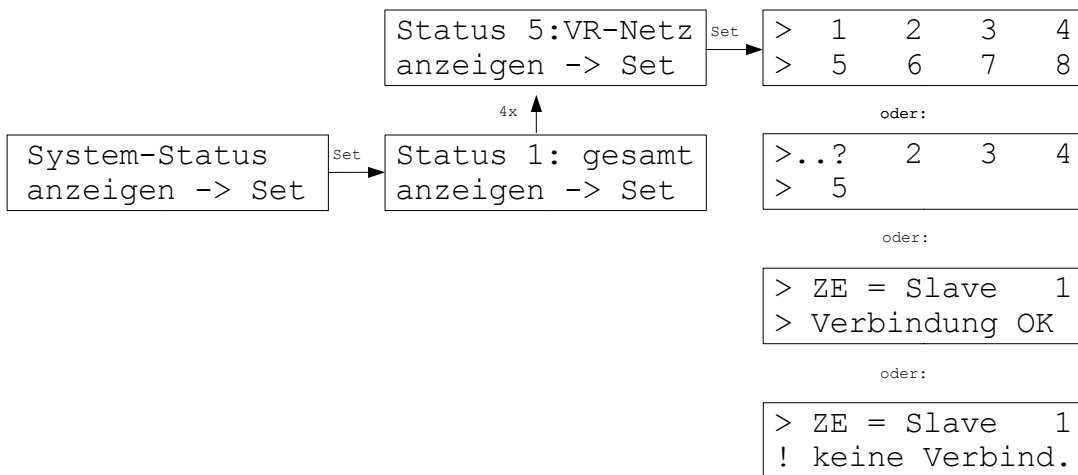 Status 5:VR-Netz
anzeigen -> Set
Set
> 1 2 3 4
> 5 6 7 8
4x
oder:
System-Status
anzeigen -> Set
Set
Status 1: gesamt
anzeigen -> Set
>..? 2 3 4
> 5
oder:
> ZE = Slave 1
> Verbindung OK
oder:
> ZE = Slave 1
! keine Verbind.